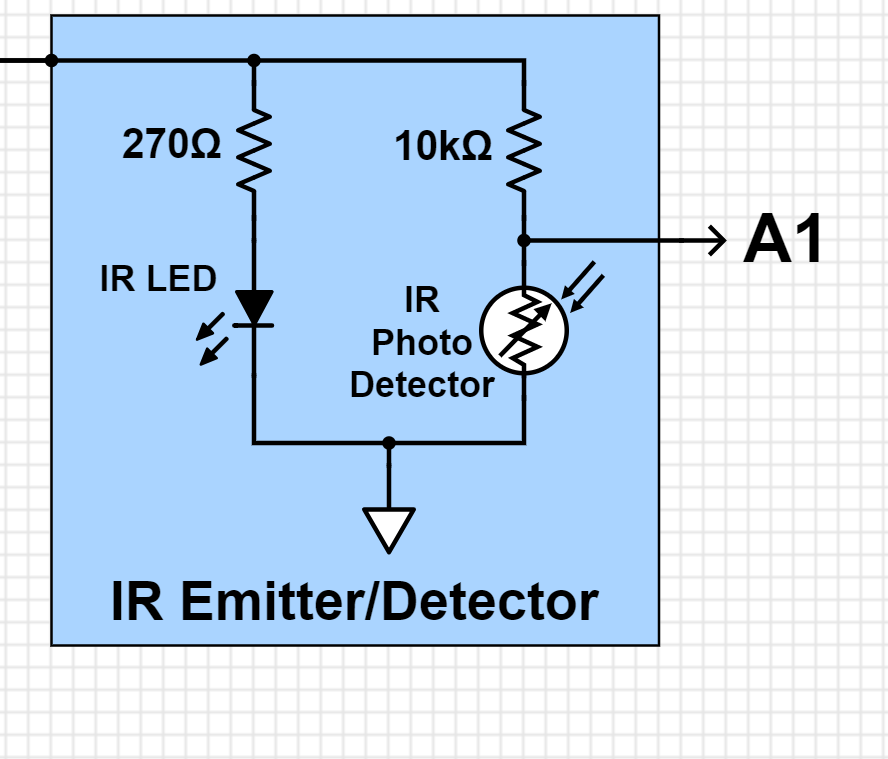 270Ω
10kΩ
A1
IR LED
IR
Photo
Detector
IR Emitter/Detector